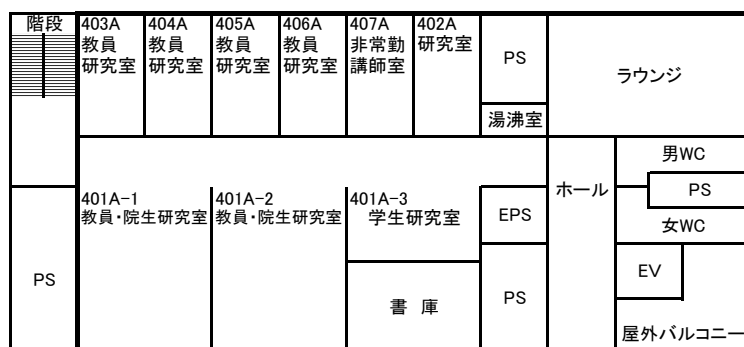 階段
403A
教員
研究室
404A
教員
研究室
405A
教員
研究室
406A
教員
研究室
407A
非常勤
講師室
402A
研究室
PS
ラウンジ
湯沸室
男WC
ホール
PS
401A-1
教員・院生研究室
401A-2
教員・院生研究室
401A-3
学生研究室
EPS
女WC
PS
EV
書 庫
PS
屋外バルコニー